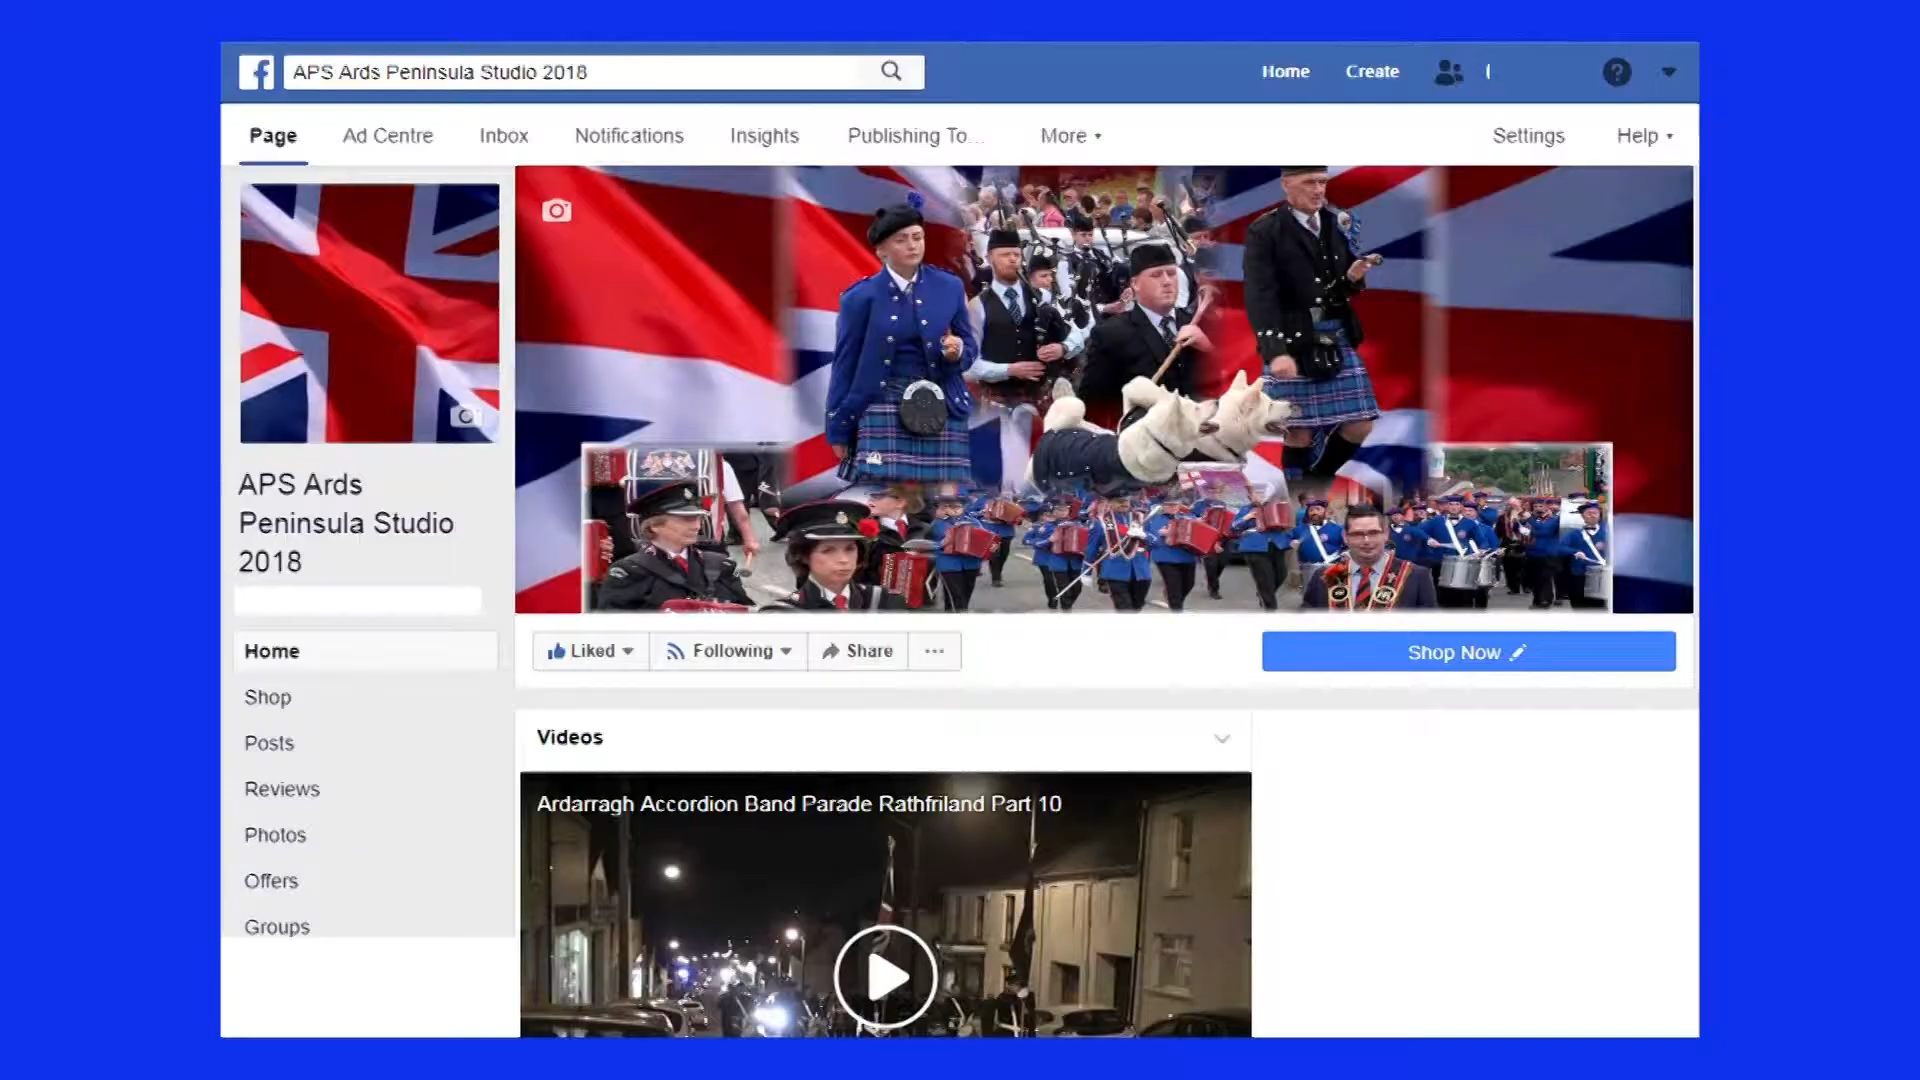 APS Ards Peninsula Studio 2018
Home Create
Page Ad Centre Inbox Notifications Insights Publishing To... More Settings Help
APS Ards
Peninsula Studio
2018
Home
Shop
Posts
Reviews
Photos
Offers
Groups
Liked Following Share ...
Shop Now
Videos
Ardarragh Accordion Band Parade Rathfriland Part 10